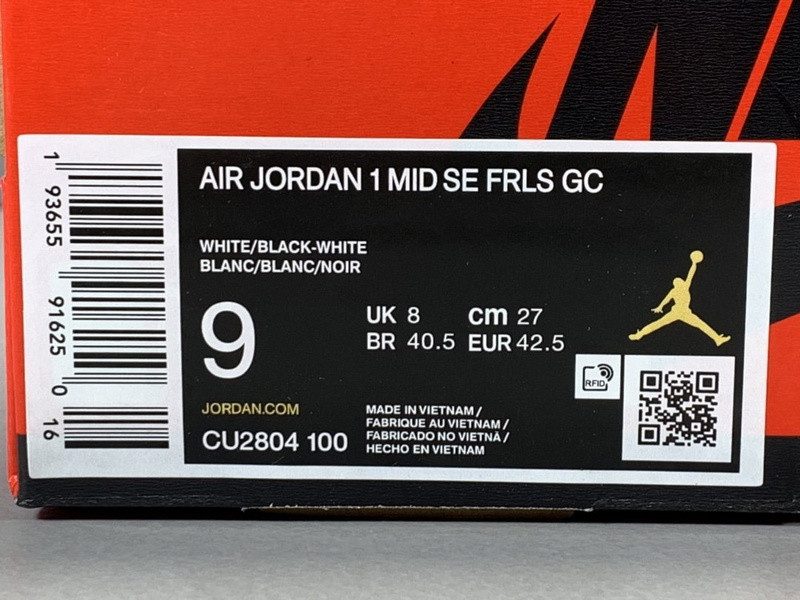 AIR JORDAN 1 MID SE FRLS GC
WHITE/BLACK-WHITE
BLANC/BLANC/NOIR
9
UK 8 cm 27
BR 40.5 EUR 42.5
RFID
JORDAN.COM
CU2804 100
MADE IN VIETNAM /
FABRIQUE AU VIETNAM /
FABRICADO NO VIETNÃ /
HECHO EN VIETNAM
1 93655 91625 0 16